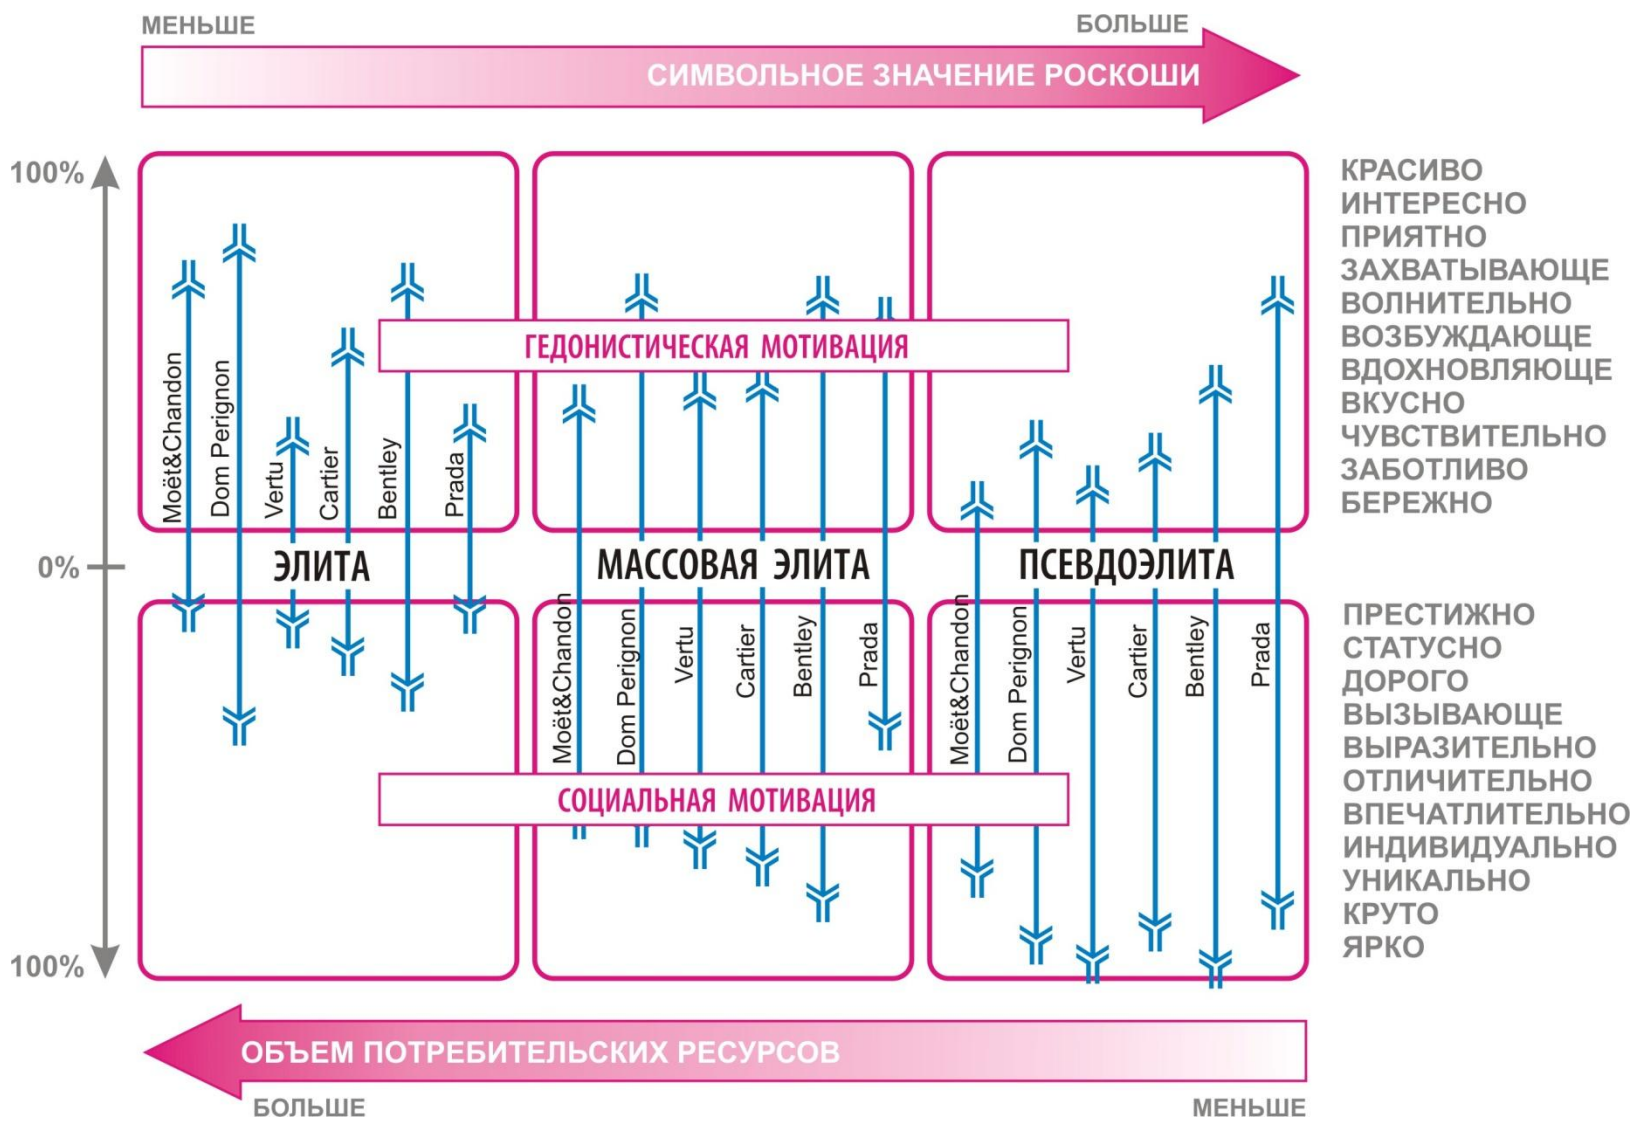 МЕНЬШЕ
БОЛЬШЕ
СИМВОЛЬНОЕ ЗНАЧЕНИЕ РОСКОШИ
100%
0%
100%
Moët&Chandon
Dom Perignon
Vertu
Cartier
Bentley
Prada
ГЕДОНИСТИЧЕСКАЯ МОТИВАЦИЯ
ЭЛИТА
МАССОВАЯ ЭЛИТА
ПСЕВДОЭЛИТА
Moët&Chandon
Dom Perignon
Vertu
Cartier
Bentley
Prada
Moët&Chandon
Dom Perignon
Vertu
Cartier
Bentley
Prada
СОЦИАЛЬНАЯ МОТИВАЦИЯ
КРАСИВО
ИНТЕРЕСНО
ПРИЯТНО
ЗАХВАТЫВАЮЩЕ
ВОЛНИТЕЛЬНО
ВОЗБУЖДАЮЩЕ
ВДОХНОВЛЯЮЩЕ
ВКУСНО
ЧУВСТВИТЕЛЬНО
ЗАБОТЛИВО
БЕРЕЖНО
ПРЕСТИЖНО
СТАТУСНО
ДОРОГО
ВЫЗЫВАЮЩЕ
ВЫРАЗИТЕЛЬНО
ОТЛИЧИТЕЛЬНО
ВПЕЧАТЛИТЕЛЬНО
ИНДИВИДУАЛЬНО
УНИКАЛЬНО
КРУТО
ЯРКО
ОБЪЕМ ПОТРЕБИТЕЛЬСКИХ РЕСУРСОВ
БОЛЬШЕ
МЕНЬШЕ